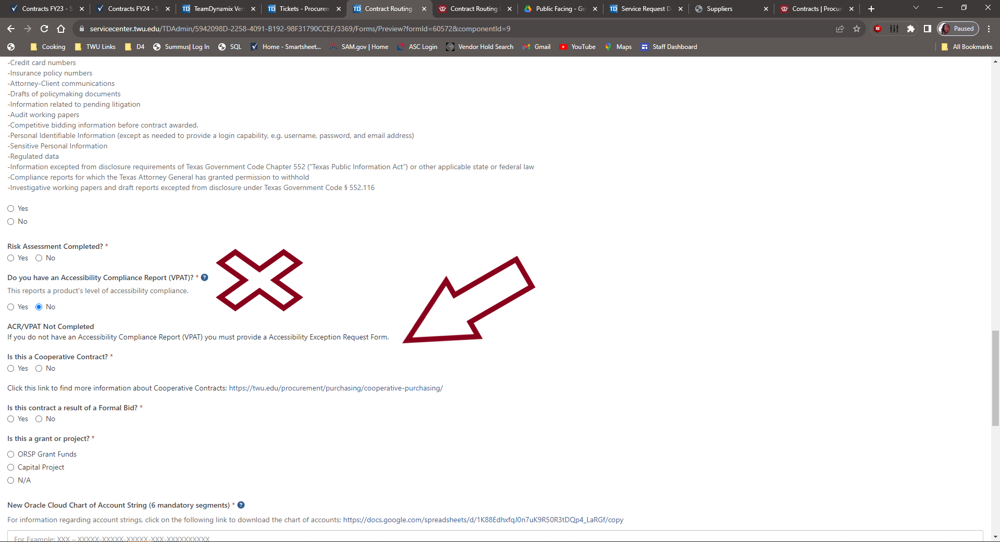 Contracts FY23 - S
Contracts FY24 - S
TD TeamDynamix Ver
TD Tickets - Procurem
TD Contract Routing
Contract Routing
Public Facing - Go
TD Service Request D
Suppliers
Contracts | Procur
servicecenter.twu.edu/TDAdmin/5942098D-2258-4091-B192-98F31790CCEF/3369/Forms/Preview?formId=60572&componentId=9
Paused
Cooking
TWU Links
D4
Summus| Log In
SQL
Home - Smartsheet...
SAM.gov | Home
ASC Login
Vendor Hold Search
Gmail
YouTube
Maps
Staff Dashboard
All Bookmarks
-Credit card numbers
-Insurance policy numbers
-Attorney-Client communications
-Drafts of policymaking documents
-Information related to pending litigation
-Audit working papers
-Competitive bidding information before contract awarded.
-Personal Identifiable Information (except as needed to provide a login capability, e.g. username, password, and email address)
-Sensitive Personal Information
-Regulated data
-Information excepted from disclosure requirements of Texas Government Code Chapter 552 (“Texas Public Information Act”) or other applicable state or federal law
-Compliance reports for which the Texas Attorney General has granted permission to withhold
-Investigative working papers and draft reports excepted from disclosure under Texas Government Code § 552.116
Yes
No
Risk Assessment Completed? *
Yes No
Do you have an Accessibility Compliance Report (VPAT)? * ?
This reports a product's level of accessibility compliance.
Yes No
ACR/VPAT Not Completed
If you do not have an Accessibility Compliance Report (VPAT) you must provide a Accessibility Exception Request Form.
Is this a Cooperative Contract? *
Yes No
Click this link to find more information about Cooperative Contracts: https://twu.edu/procurement/purchasing/cooperative-purchasing/
Is this contract a result of a Formal Bid? *
Yes No
Is this a grant or project? *
ORSP Grant Funds
Capital Project
N/A
New Oracle Cloud Chart of Account String (6 mandatory segments) * ?
For information regarding account strings, click on the following link to download the chart of accounts: https://docs.google.com/spreadsheets/d/1K88EdhxfqJ0n7uK9R50R3tDQp4_LaRGf/copy
For Example: XXX – XXXXX-XXXXX-XXXXX-XXX-XXXXXXXXXX